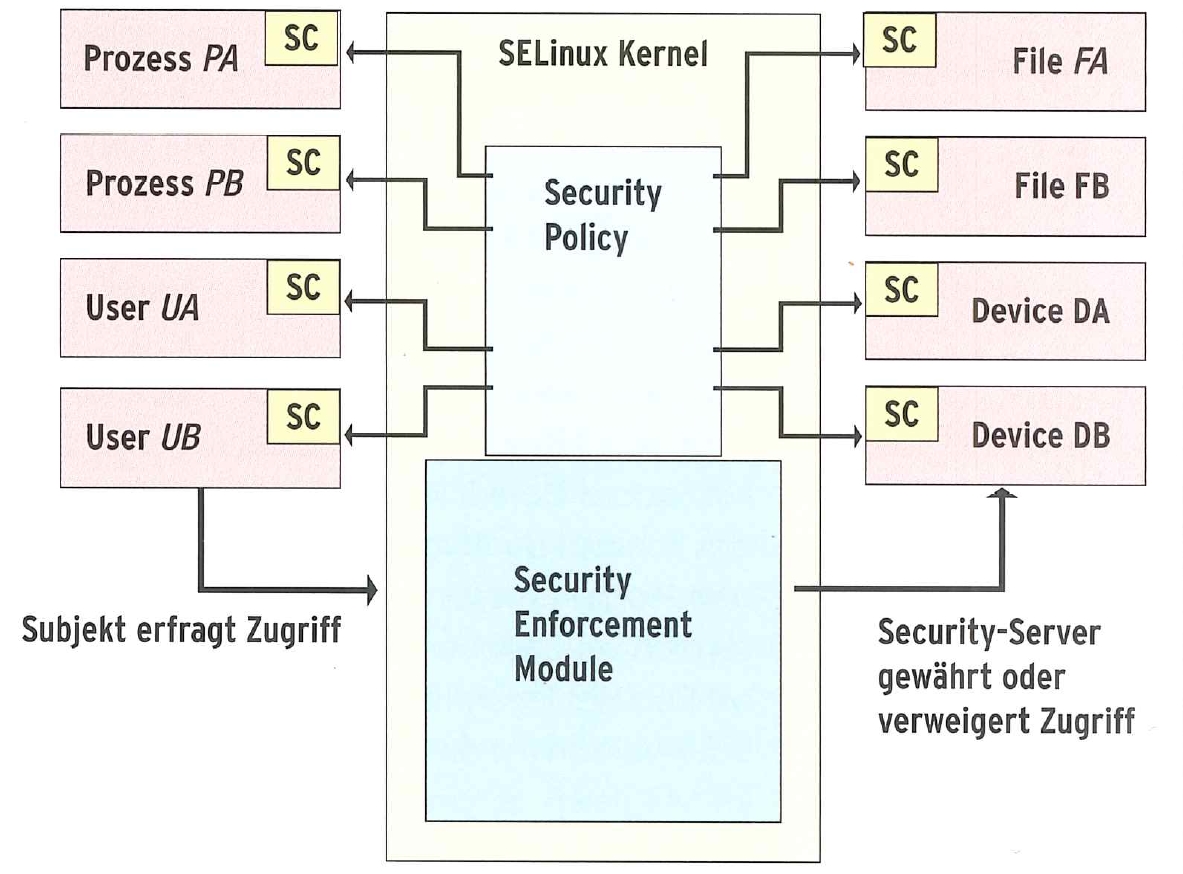 Prozess PA
SC
SELinux Kernel
SC
File FA
Prozess PB
SC
Security
Policy
SC
File FB
User UA
SC
SC
Device DA
User UB
SC
SC
Device DB
Subjekt erfragt Zugriff
Security
Enforcement
Module
Security-Server
gewährt oder
verweigert Zugriff